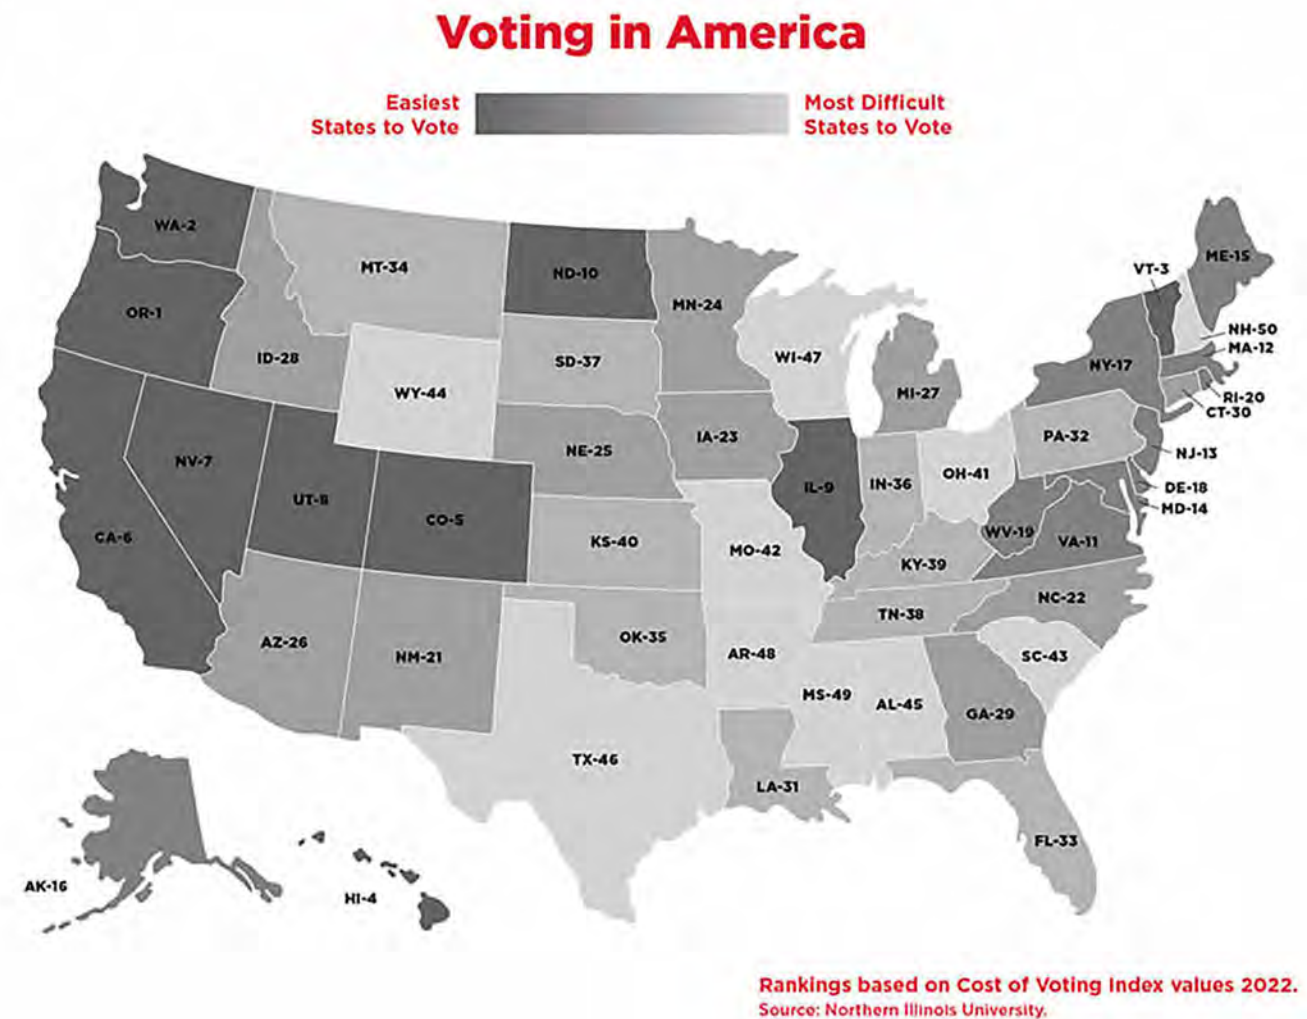 Voting in America
Easiest
States to Vote
Most Difficult
States to Vote
WA-2
OR-1
CA-6
NV-7
ID-28
MT-34
WY-44
UT-8
CO-5
AZ-26
NM-21
ND-10
SD-37
NE-25
KS-40
OK-35
TX-46
MN-24
IA-23
MO-42
AR-48
LA-31
WI-47
IL-9
MS-49
MI-27
IN-36
OH-41
KY-39
TN-38
AL-45
GA-29
FL-33
SC-43
NC-22
VA-11
WV-19
PA-32
NY-17
VT-3
ME-15
NH-50
MA-12
RI-20
CT-30
NJ-13
DE-18
MD-14
AK-16
HI-4
Rankings based on Cost of Voting Index values 2022.
Source: Northern Illinois University.